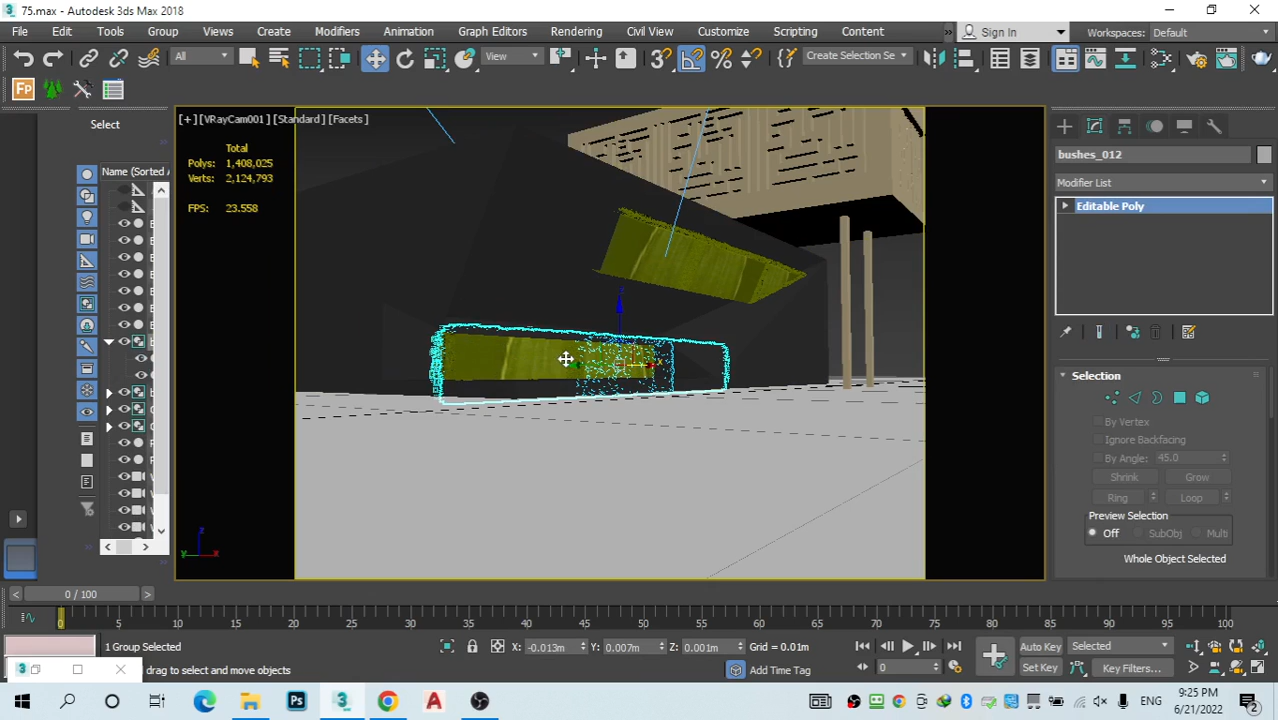 75.max - Autodesk 3ds Max 2018
File Edit Tools Group Views Create Modifiers Animation Graph Editors Rendering Civil View Customize Scripting Content » Sign In Workspaces: Default
All View 3 % Create Selection Se
Fp
[+] [VRayCam001] [Standard] [Facets]
Select
Total
Polys: 1,408,025
Verts: 2,124,793
FPS: 23.558
Name (Sorted A
bushes_012
Modifier List
Editable Poly
Selection
By Vertex
Ignore Backfacing
By Angle: 45.0
Shrink Grow
Ring Loop
Preview Selection
Off SubObj Multi
Whole Object Selected
z
x
z
y x
< 0 / 100 >
0 5 10 15 20 25 30 35 40 45 50 55 60 65 70 75 80 85 90 95 100
1 Group Selected X: -0.013m Y: 0.007m Z: 0.001m Grid = 0.01m Auto Key Selected
3 drag to select and move objects Add Time Tag 0 Set Key Key Filters...
Ps 3 A ENG 9:25 PM
6/21/2022 2